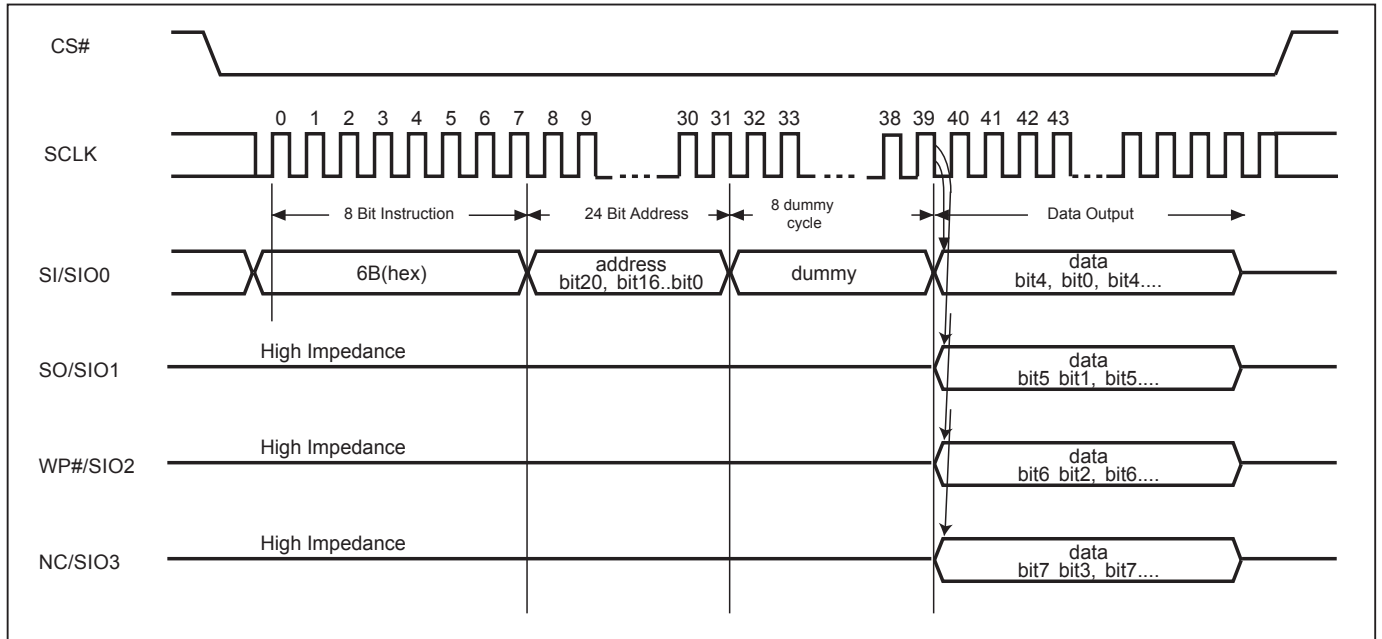 CS#
0 1 2 3 4 5 6 7 8 9 30 31 32 33 38 39 40 41 42 43
SCLK
8 Bit Instruction 24 Bit Address 8 dummy cycle Data Output
SI/SIO0
6B(hex)
address
bit20, bit16..bit0
dummy
data
bit4, bit0, bit4....
High Impedance
SO/SIO1
data
bit5 bit1, bit5....
High Impedance
WP#/SIO2
data
bit6 bit2, bit6....
High Impedance
NC/SIO3
data
bit7 bit3, bit7....